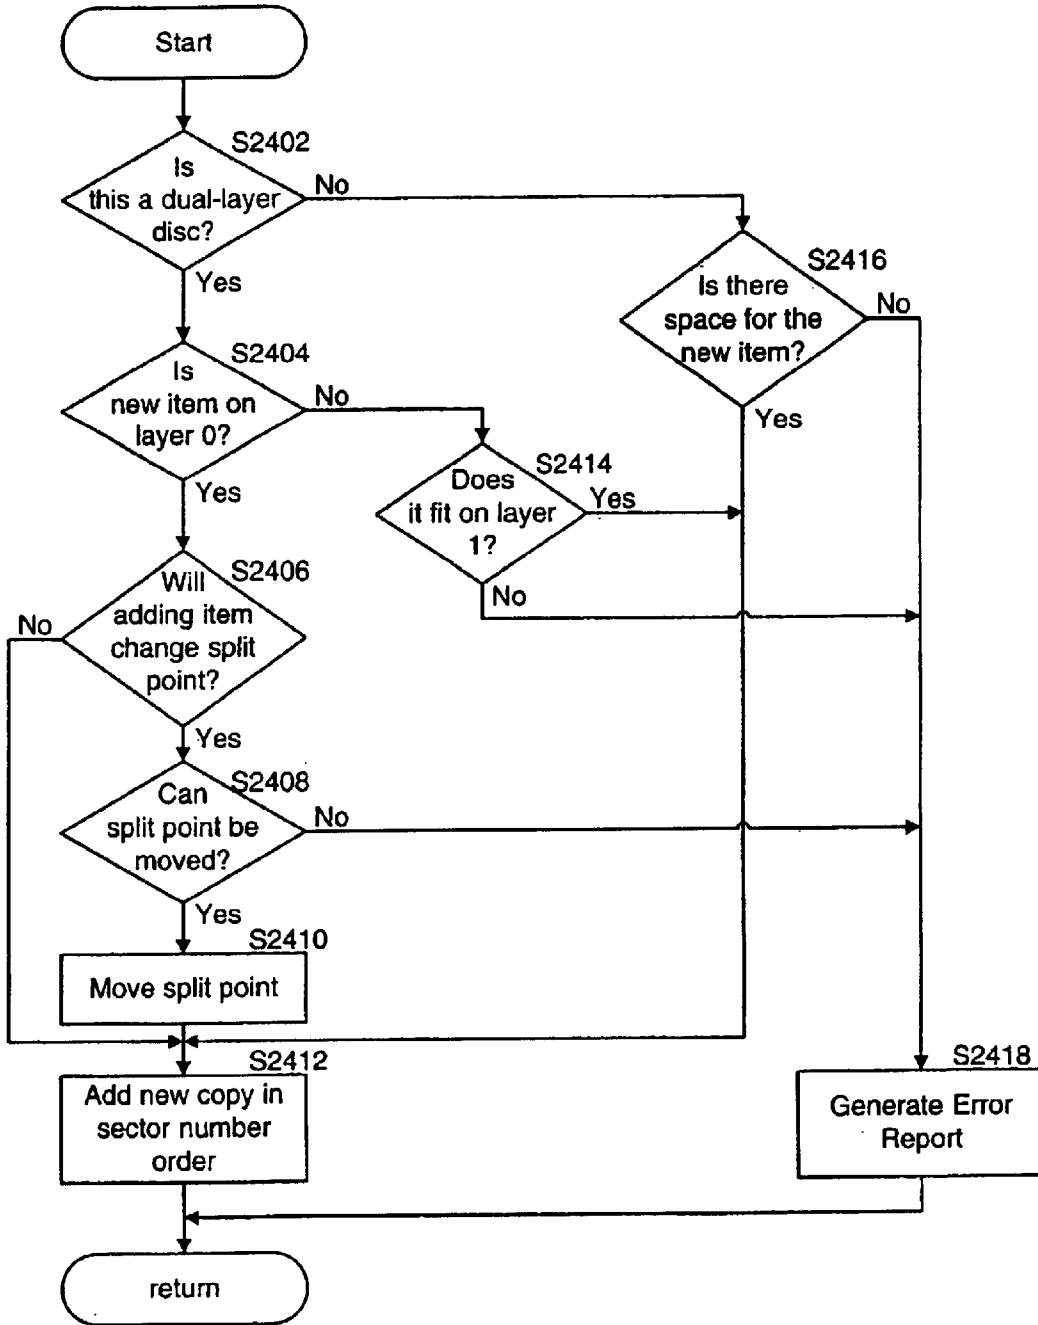 Start
S2402
Is
this a dual-layer
disc?
No
Yes
S2416
Is there
space for the
new item?
No
Yes
S2404
Is
new item on
layer 0?
No
Yes
S2414
Does
it fit on layer
1?
Yes
No
S2406
Will
adding item
change split
point?
No
Yes
S2408
Can
split point be
moved?
No
Yes
S2410
Move split point
S2412
Add new copy in
sector number
order
S2418
Generate Error
Report
return